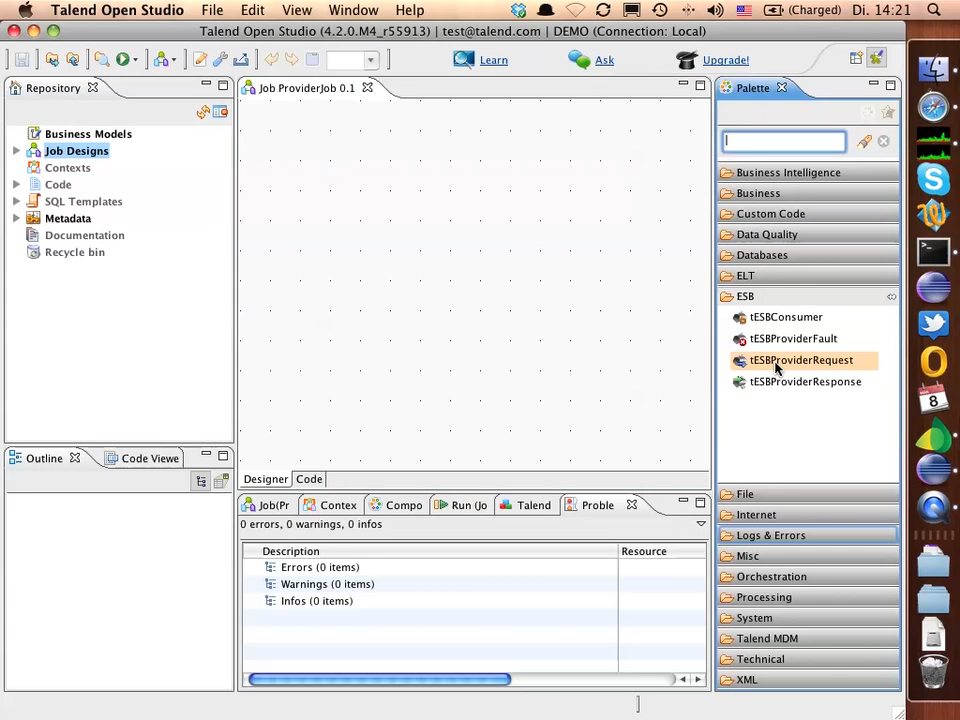 Talend Open Studio File Edit View Window Help (Charged) Di. 14:21
Talend Open Studio (4.2.0.M4_r55913) | test@talend.com | DEMO (Connection: Local)
Learn
Ask
Upgrade!
Repository
Business Models
Job Designs
Contexts
Code
SQL Templates
Metadata
Documentation
Recycle bin
Outline
Code Viewe
Job ProviderJob 0.1
Designer
Code
Job(Pr
Contex
Compo
Run (Jo
Talend
Proble
0 errors, 0 warnings, 0 infos
Description
Resource
Errors (0 items)
Warnings (0 items)
Infos (0 items)
Palette
Business Intelligence
Business
Custom Code
Data Quality
Databases
ELT
ESB
tESBConsumer
tESBProviderFault
tESBProviderRequest
tESBProviderResponse
File
Internet
Logs & Errors
Misc
Orchestration
Processing
System
Talend MDM
Technical
XML
8